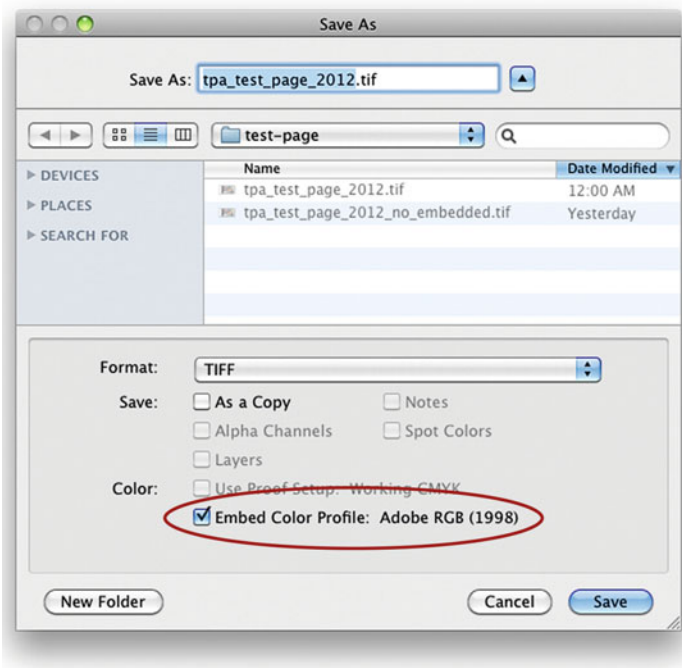 Save As
Save As: tpa_test_page_2012.tif
test-page
DEVICES
PLACES
SEARCH FOR
Name Date Modified
tpa_test_page_2012.tif 12:00 AM
tpa_test_page_2012_no_embedded.tif Yesterday
Format: TIFF
Save: As a Copy Notes
Alpha Channels Spot Colors
Layers
Color: Use Proof Setup: Working CMYK
Embed Color Profile: Adobe RGB (1998)
New Folder Cancel Save